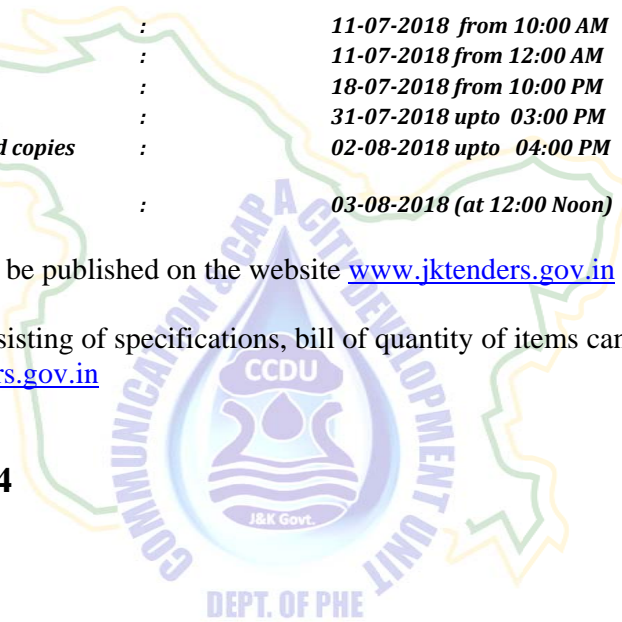 : 11-07-2018 from 10:00 AM
: 11-07-2018 from 12:00 AM
: 18-07-2018 from 10:00 PM
: 31-07-2018 upto 03:00 PM
d copies : 02-08-2018 upto 04:00 PM
: 03-08-2018 (at 12:00 Noon)
be published on the website www.jktenders.gov.in
sisting of specifications, bill of quantity of items can
rs.gov.in
4
COMMUNICATION & CAPACITY DEVELOPMENT UNIT
CCDU
J&K Govt.
DEPT. OF PHE